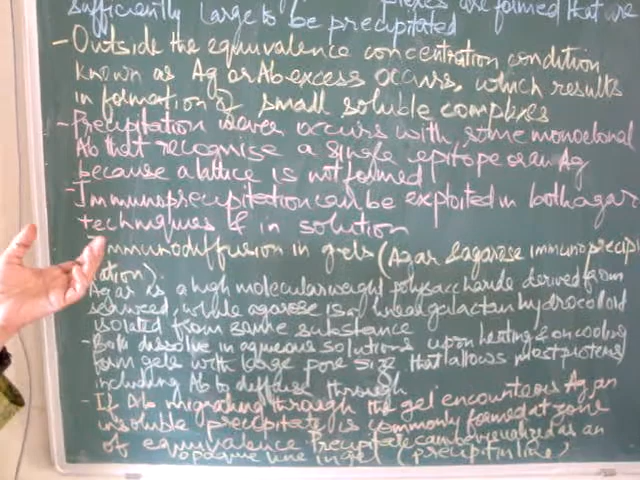 sufficiently large to be precipitated plexes are formed that are
- Outside the equivalence concentration condition
known as Ag or Ab excess occurs, which results
in formation of small soluble complexes
- Precipitation never occurs with some monoclonal
Ab that recognise a single epitope on an Ag
because a lattice is not formed
- Immunoprecipitation can be exploited in both agar
techniques & in solution
Immunodiffusion in gels (Agar & agarose immunoprecipi
tation).
Agar is a high molecular weight polysaccharide derived from
seaweed, while agarose is a linear galactan hydrocolloid
isolated from same substance
- Both dissolve in aqueous solutions upon heating & on cooling
form gels with large pore size that allows most proteins
including Ab to diffuse through
- If Ab migrating through the gel encounters Ag, an
insoluble precipitate is commonly formed at zone
of equivalence Precipitate can be visualized as an
opaque line in gel (precipitin line)